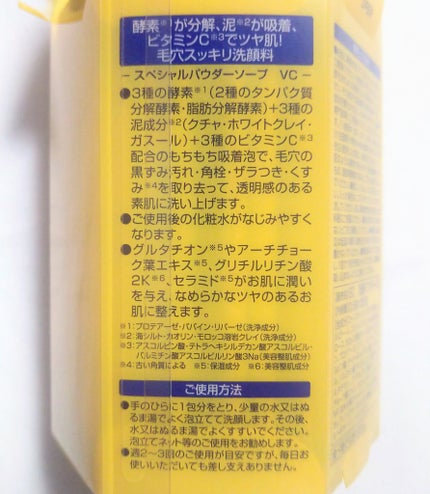 酵素※1が分解、泥※2が吸着、
ビタミンC※3でツヤ肌!
毛穴スッキリ洗顔料
－スペシャルパウダーソープ VC－
●3種の酵素※1(2種のタンパク質
分解酵素・脂肪分解酵素)+3種の
泥成分※2(クチャ・ホワイトクレイ・
ガスール)+3種のビタミンC※3
配合のもちもち吸着泡で、毛穴の
黒ずみ汚れ・角栓・ザラつき・くす
み※4を取り去って、透明感のある
素肌に洗い上げます。
●ご使用後の化粧水がなじみやすく
なります。
●グルタチオン※5やアーチチョー
ク葉エキス※5、グリチルリチン酸
2K※6、セラミド※5がお肌に潤い
を与え、なめらかなツヤのあるお
肌に整えます。
※1:プロテアーゼ・パパイン・リパーゼ(洗浄成分)
※2:海シルト・カオリン・モロッコ溶岩クレイ(洗浄成分)
※3:アスコルビン酸・テトラヘキシルデカン酸アスコルビル・
パルミチン酸アスコルビルリン酸3Na(美容整肌成分)
※4:古い角質による ※5:保湿成分 ※6:美容整肌成分
ご使用方法
●手のひらに1包分をとり、少量の水又はぬ
るま湯でよく泡立てて洗顔します。その後、
水又はぬるま湯でよくすすいでください。
泡立てネット等のご使用をお勧めします。
●週2～3回のご使用が目安ですが、毎日お
使いいただいても差し支えありません。